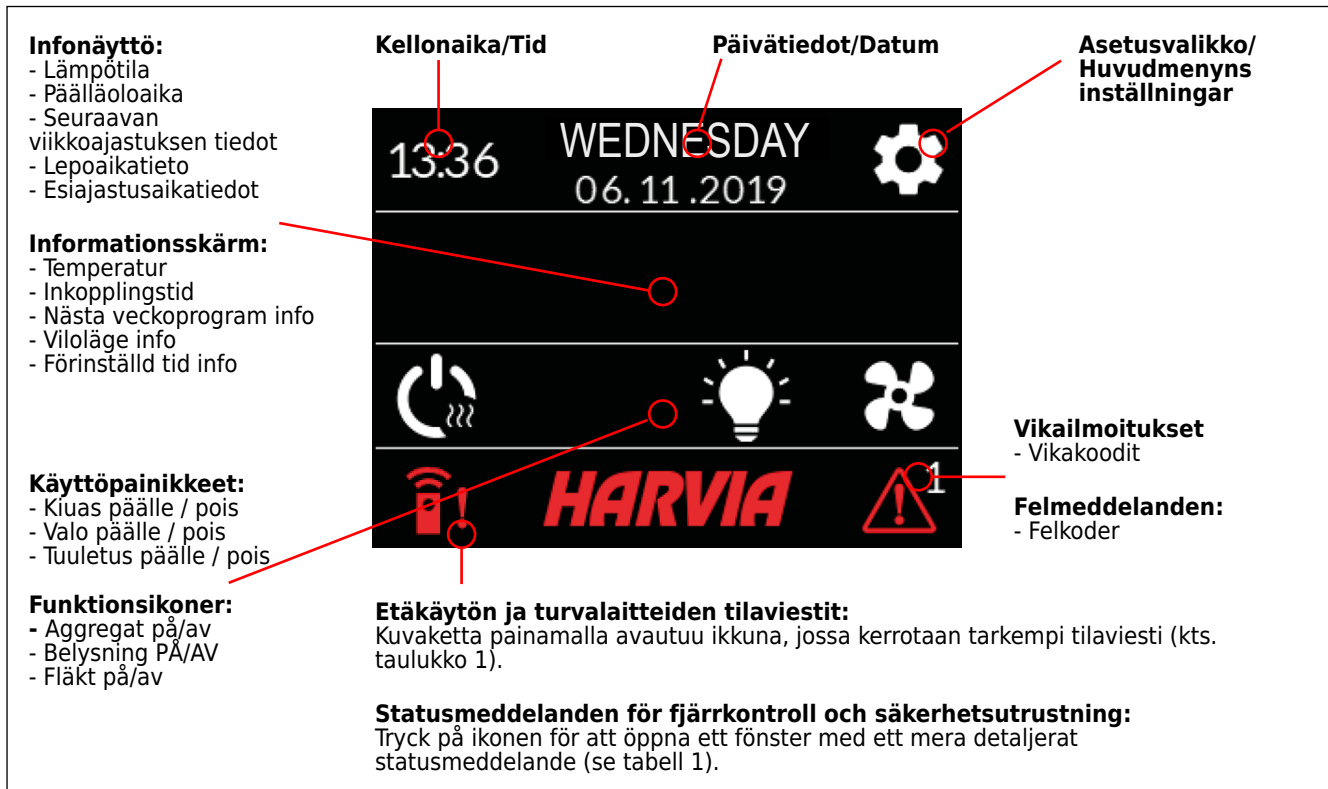 Infonäyttö:
- Lämpötila
- Päälläoloaika
- Seuraavan
viikkoajastuksen tiedot
- Lepoaikatieto
- Esiajastusaikatiedot
Informationsskärm:
- Temperatur
- Inkopplingstid
- Nästa veckoprogram info
- Viloläge info
- Förinställd tid info
Käyttöpainikkeet:
- Kiuas päälle / pois
- Valo päälle / pois
- Tuuletus päälle / pois
Funktionsikoner:
- Aggregat på/av
- Belysning PÅ/AV
- Fläkt på/av
Kellonaika/Tid
Päivätiedot/Datum
Asetusvalikko/
Huvudmenyns
inställningar
13:36
WEDNESDAY
06. 11 .2019
HARVIA
1
Vikailmoitukset
- Vikakoodit
Felmeddelanden:
- Felkoder
Etäkäytön ja turvalaitteiden tilaviestit:
Kuvaketta painamalla avautuu ikkuna, jossa kerrotaan tarkempi tilaviesti (kts.
taulukko 1).
Statusmeddelanden för fjärrkontroll och säkerhetsutrustning:
Tryck på ikonen för att öppna ett fönster med ett mera detaljerat
statusmeddelande (se tabell 1).